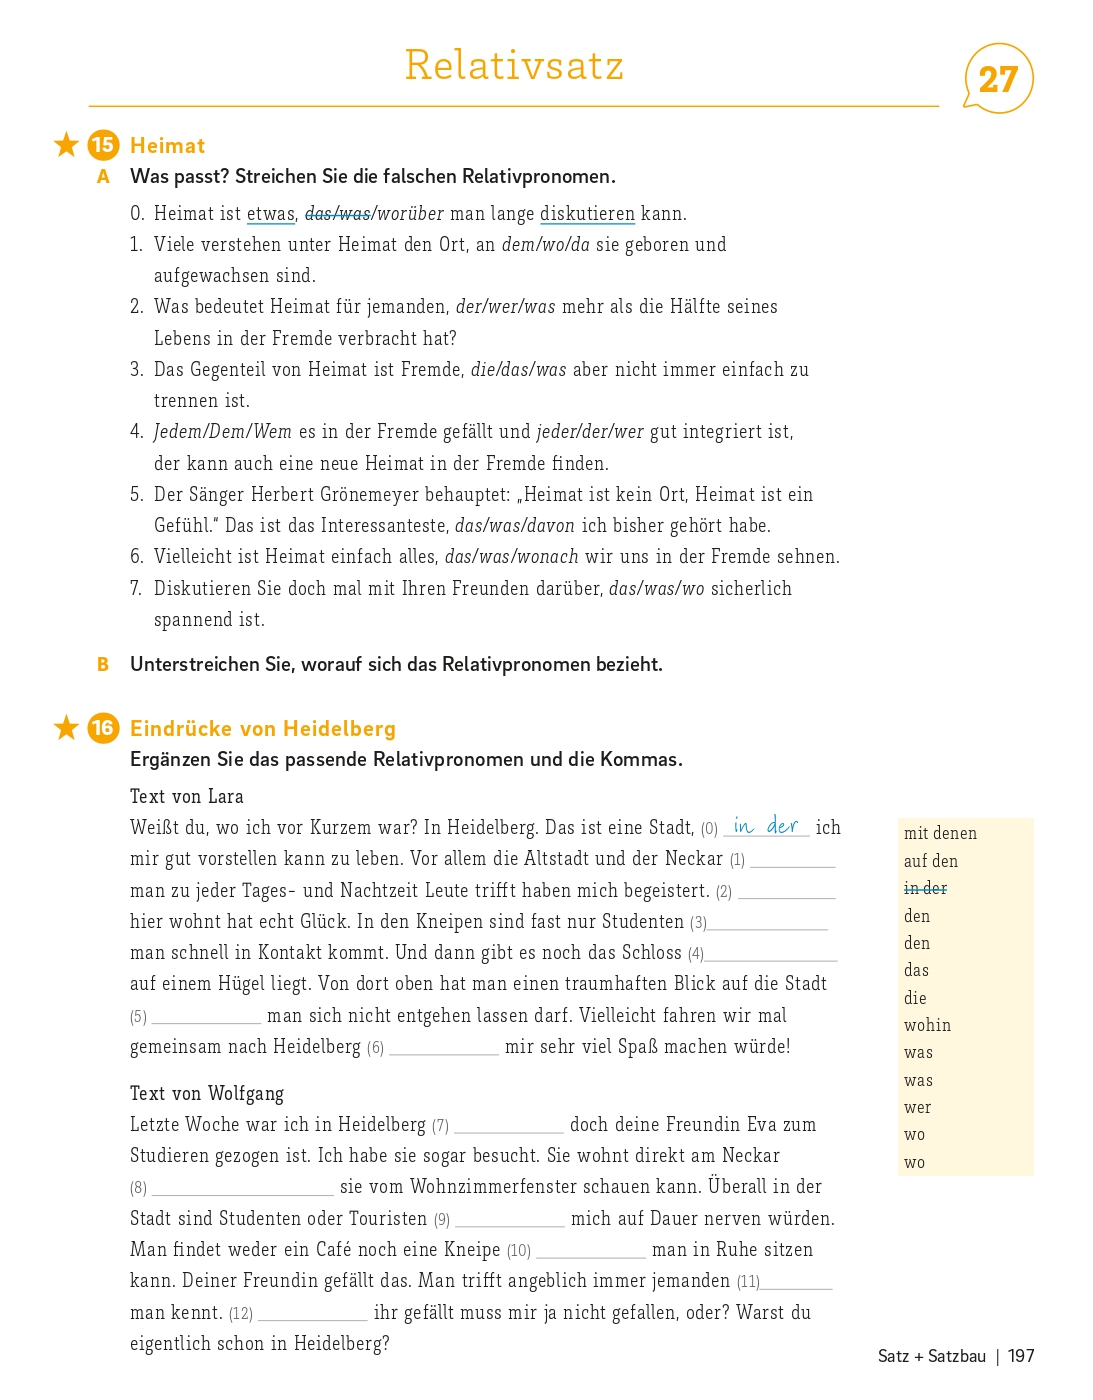 Relativsatz
27
15 Heimat
A Was passt? Streichen Sie die falschen Relativpronomen.
0. Heimat ist etwas, das/was/worüber man lange diskutieren kann.
1. Viele verstehen unter Heimat den Ort, an dem/wo/da sie geboren und
aufgewachsen sind.
2. Was bedeutet Heimat für jemanden, der/wer/was mehr als die Hälfte seines
Lebens in der Fremde verbracht hat?
3. Das Gegenteil von Heimat ist Fremde, die/das/was aber nicht immer einfach zu
trennen ist.
4. Jedem/Dem/Wem es in der Fremde gefällt und jeder/der/wer gut integriert ist,
der kann auch eine neue Heimat in der Fremde finden.
5. Der Sänger Herbert Grönemeyer behauptet: „Heimat ist kein Ort, Heimat ist ein
Gefühl.“ Das ist das Interessanteste, das/was/davon ich bisher gehört habe.
6. Vielleicht ist Heimat einfach alles, das/was/wonach wir uns in der Fremde sehnen.
7. Diskutieren Sie doch mal mit Ihren Freunden darüber, das/was/wo sicherlich
spannend ist.
B Unterstreichen Sie, worauf sich das Relativpronomen bezieht.
16 Eindrücke von Heidelberg
Ergänzen Sie das passende Relativpronomen und die Kommas.
Text von Lara
Weißt du, wo ich vor Kurzem war? In Heidelberg. Das ist eine Stadt, (0) in der ich
mir gut vorstellen kann zu leben. Vor allem die Altstadt und der Neckar (1) ______
man zu jeder Tages- und Nachtzeit Leute trifft haben mich begeistert. (2) ______
hier wohnt hat echt Glück. In den Kneipen sind fast nur Studenten (3)______
man schnell in Kontakt kommt. Und dann gibt es noch das Schloss (4)______
auf einem Hügel liegt. Von dort oben hat man einen traumhaften Blick auf die Stadt
(5) ______ man sich nicht entgehen lassen darf. Vielleicht fahren wir mal
gemeinsam nach Heidelberg (6) ______ mir sehr viel Spaß machen würde!
Text von Wolfgang
Letzte Woche war ich in Heidelberg (7) ______ doch deine Freundin Eva zum
Studieren gezogen ist. Ich habe sie sogar besucht. Sie wohnt direkt am Neckar
(8) ______ sie vom Wohnzimmerfenster schauen kann. Überall in der
Stadt sind Studenten oder Touristen (9) ______ mich auf Dauer nerven würden.
Man findet weder ein Café noch eine Kneipe (10) ______ man in Ruhe sitzen
kann. Deiner Freundin gefällt das. Man trifft angeblich immer jemanden (11)______
man kennt. (12) ______ ihr gefällt muss mir ja nicht gefallen, oder? Warst du
eigentlich schon in Heidelberg?
mit denen
auf den
in der
den
den
das
die
wohin
was
was
wer
wo
wo
Satz + Satzbau | 197